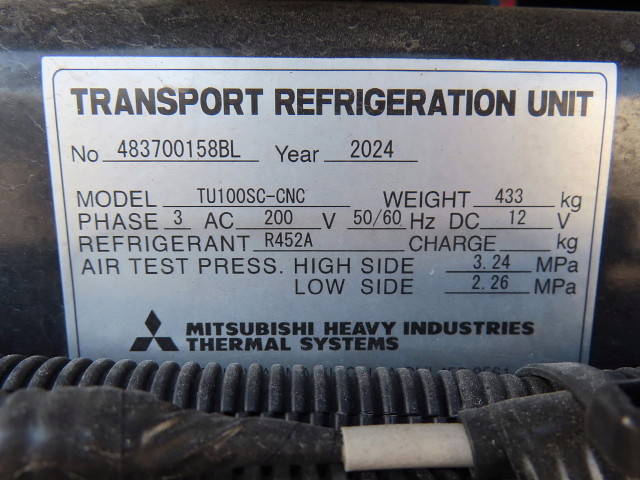 TRANSPORT REFRIGERATION UNIT
No 483700158BL Year 2024
MODEL TU100SC-CNC WEIGHT 433 kg
PHASE 3 AC 200 V 50/60 Hz DC 12 V
REFRIGERANT R452A CHARGE kg
AIR TEST PRESS. HIGH SIDE 3.24 MPa
LOW SIDE 2.26 MPa
MITSUBISHI HEAVY INDUSTRIES
THERMAL SYSTEMS